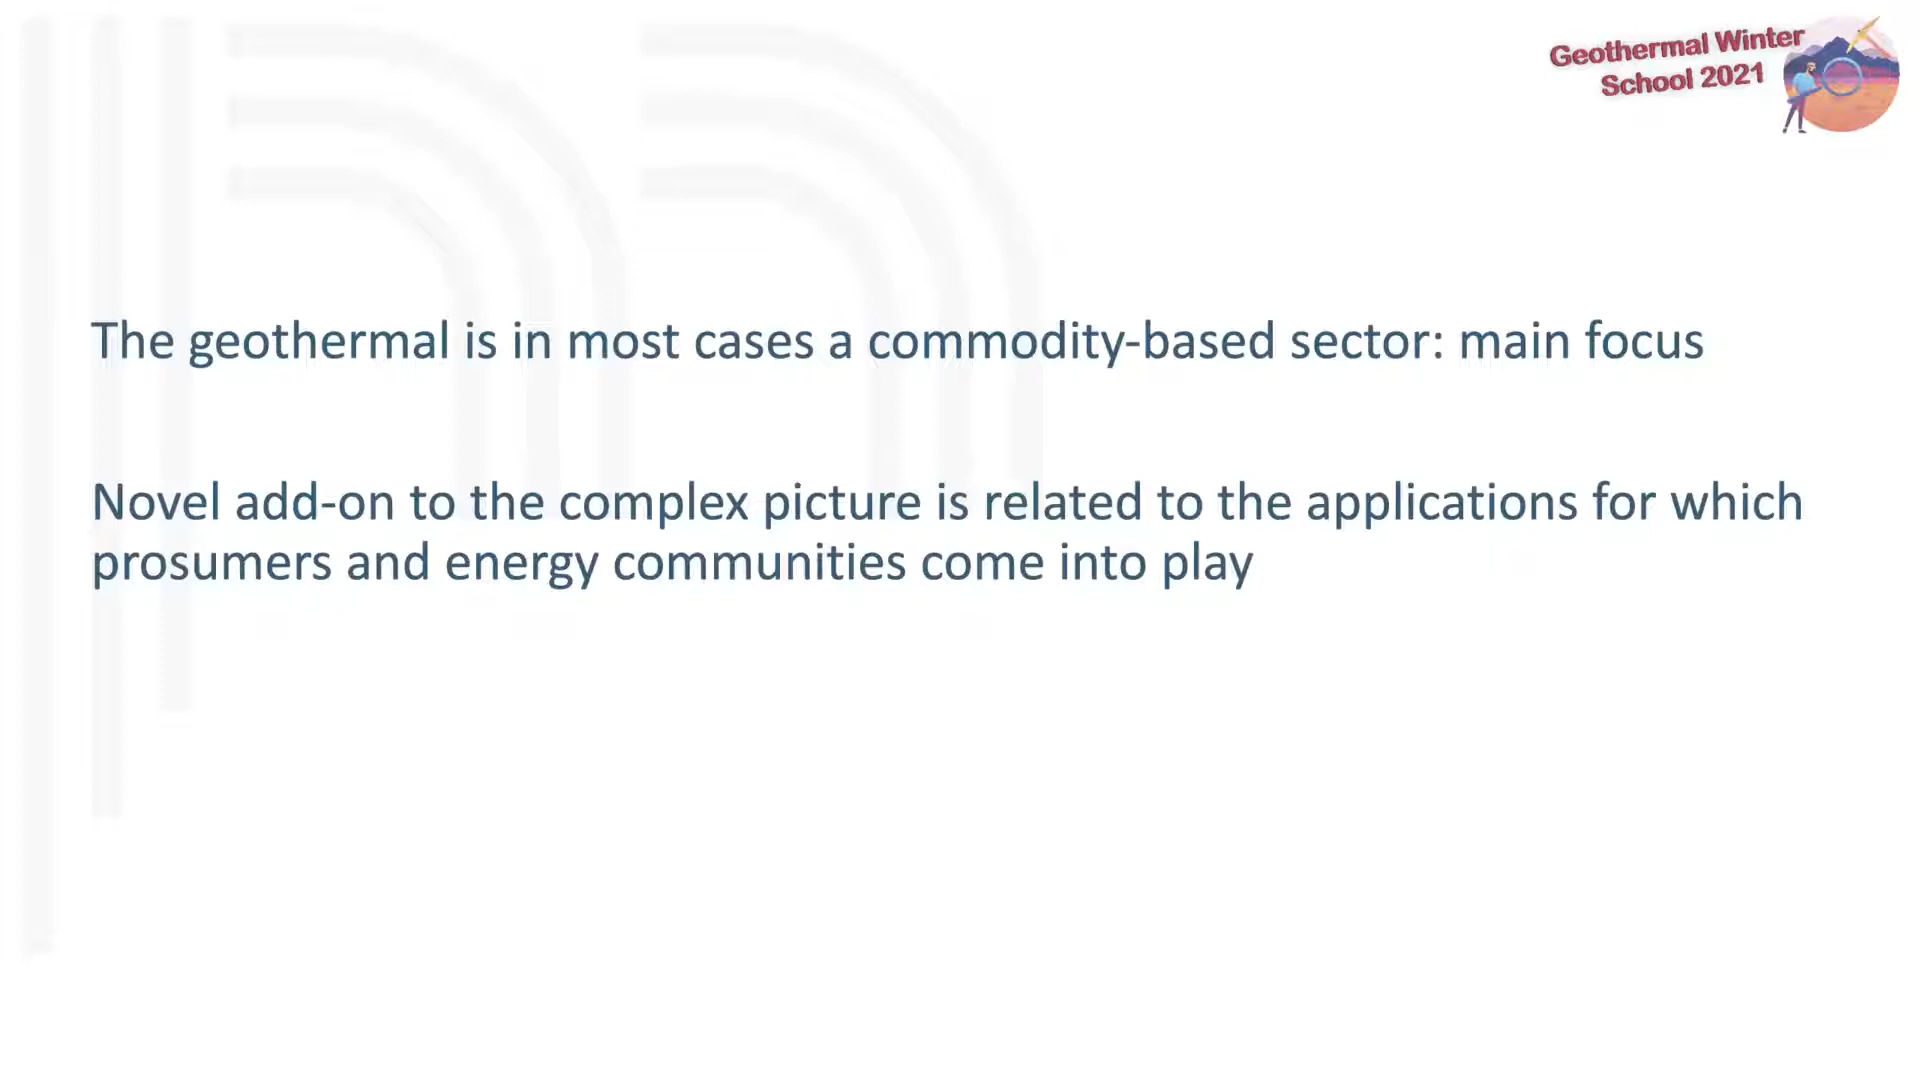 Geothermal Winter
School 2021
The geothermal is in most cases a commodity-based sector: main focus
Novel add-on to the complex picture is related to the applications for which
prosumers and energy communities come into play